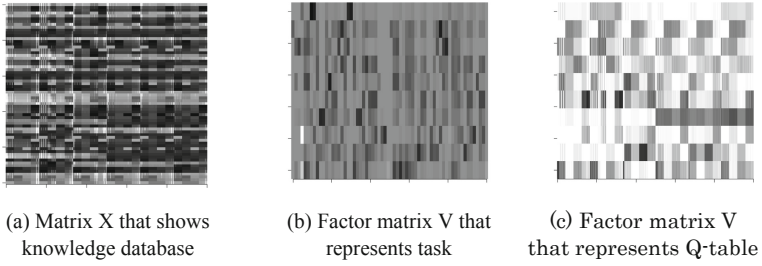 (a) Matrix X that shows
knowledge database
(b) Factor matrix V that
represents task
(c) Factor matrix V
that represents Q-table